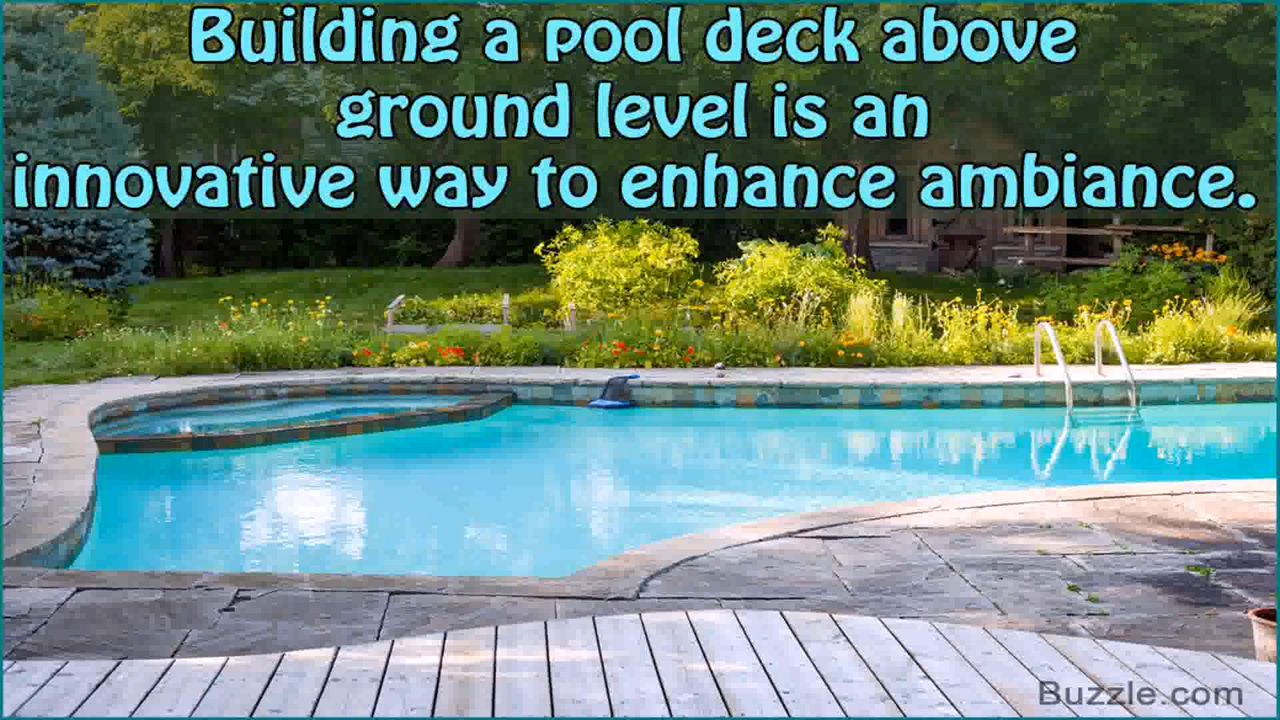 Building a pool deck above
ground level is an
innovative way to enhance ambiance.
Buzzle.com